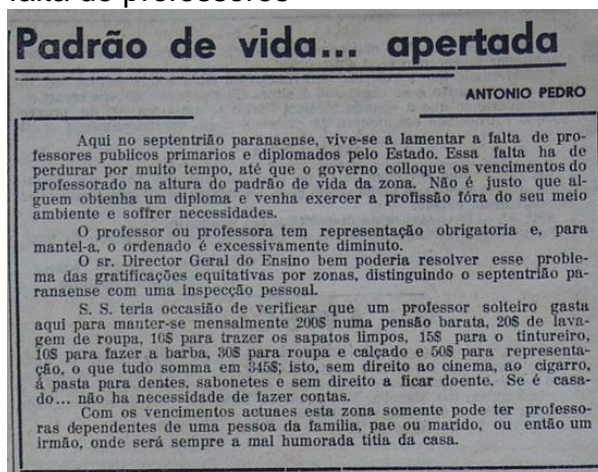 falta de professores
Padrão de vida... apertada
ANTONIO PEDRO
Aqui no septentrião paranaense, vive-se a lamentar a falta de pro-
fessores publicos primarios e diplomados pelo Estado. Essa falta ha de
perdurar por muito tempo, até que o governo colloque os vencimentos do
professorado na altura do padrão de vida da zona. Não é justo que al-
guem obtenha um diploma e venha exercer a profissão fóra do seu meio
ambiente e soffrer necessidades.
O professor ou professora tem representação obrigatoria e, para
mantel-a, o ordenado é excessivamente diminuto.
O sr. Director Geral do Ensino bem poderia resolver esse proble-
ma das gratificações equitativas por zonas, distinguindo o septentrião pa-
ranaense com uma inspecção pessoal.
S. S. teria occasião de verificar que um professor solteiro gasta
aqui para manter-se mensalmente 200$ numa pensão barata, 20$ de lava-
gem de roupa, 10$ para trazer os sapatos limpos, 15$ para o tintureiro,
10$ para fazer a barba, 30$ para roupa e calçado e 50$ para representa-
ção, o que tudo somma em 345$; isto, sem direito ao cinema, ao cigarro,
á pasta para dentes, sabonetes e sem direito a ficar doente. Se é casa-
do... não ha necessidade de fazer contas.
Com os vencimentos actuaes esta zona somente pode ter professo-
ras dependentes de uma pessoa da familia, pae ou marido, ou então um
irmão, onde será sempre a mal humorada titia da casa.